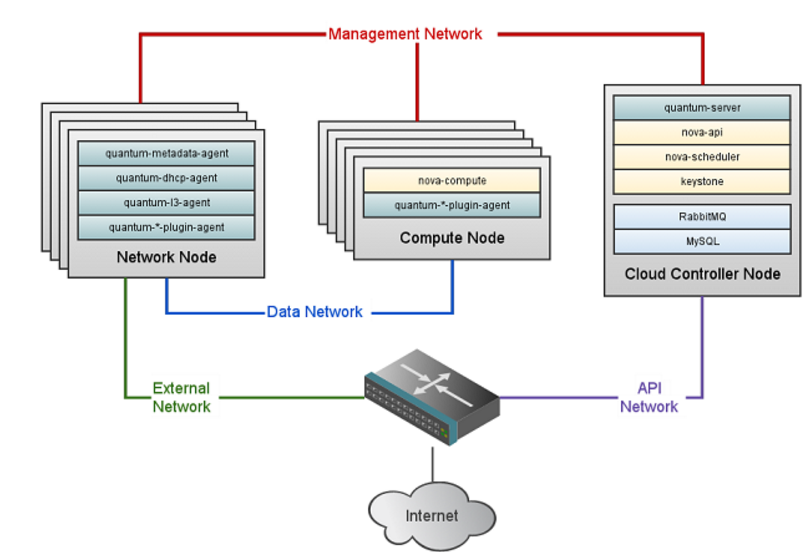 Management Network
quantum-metadata-agent
quantum-dhcp-agent
quantum-l3-agent
quantum-*-plugin-agent
Network Node
nova-compute
quantum-*-plugin-agent
Compute Node
quantum-server
nova-api
nova-scheduler
keystone
RabbitMQ
MySQL
Cloud Controller Node
Data Network
External
Network
API
Network
Internet